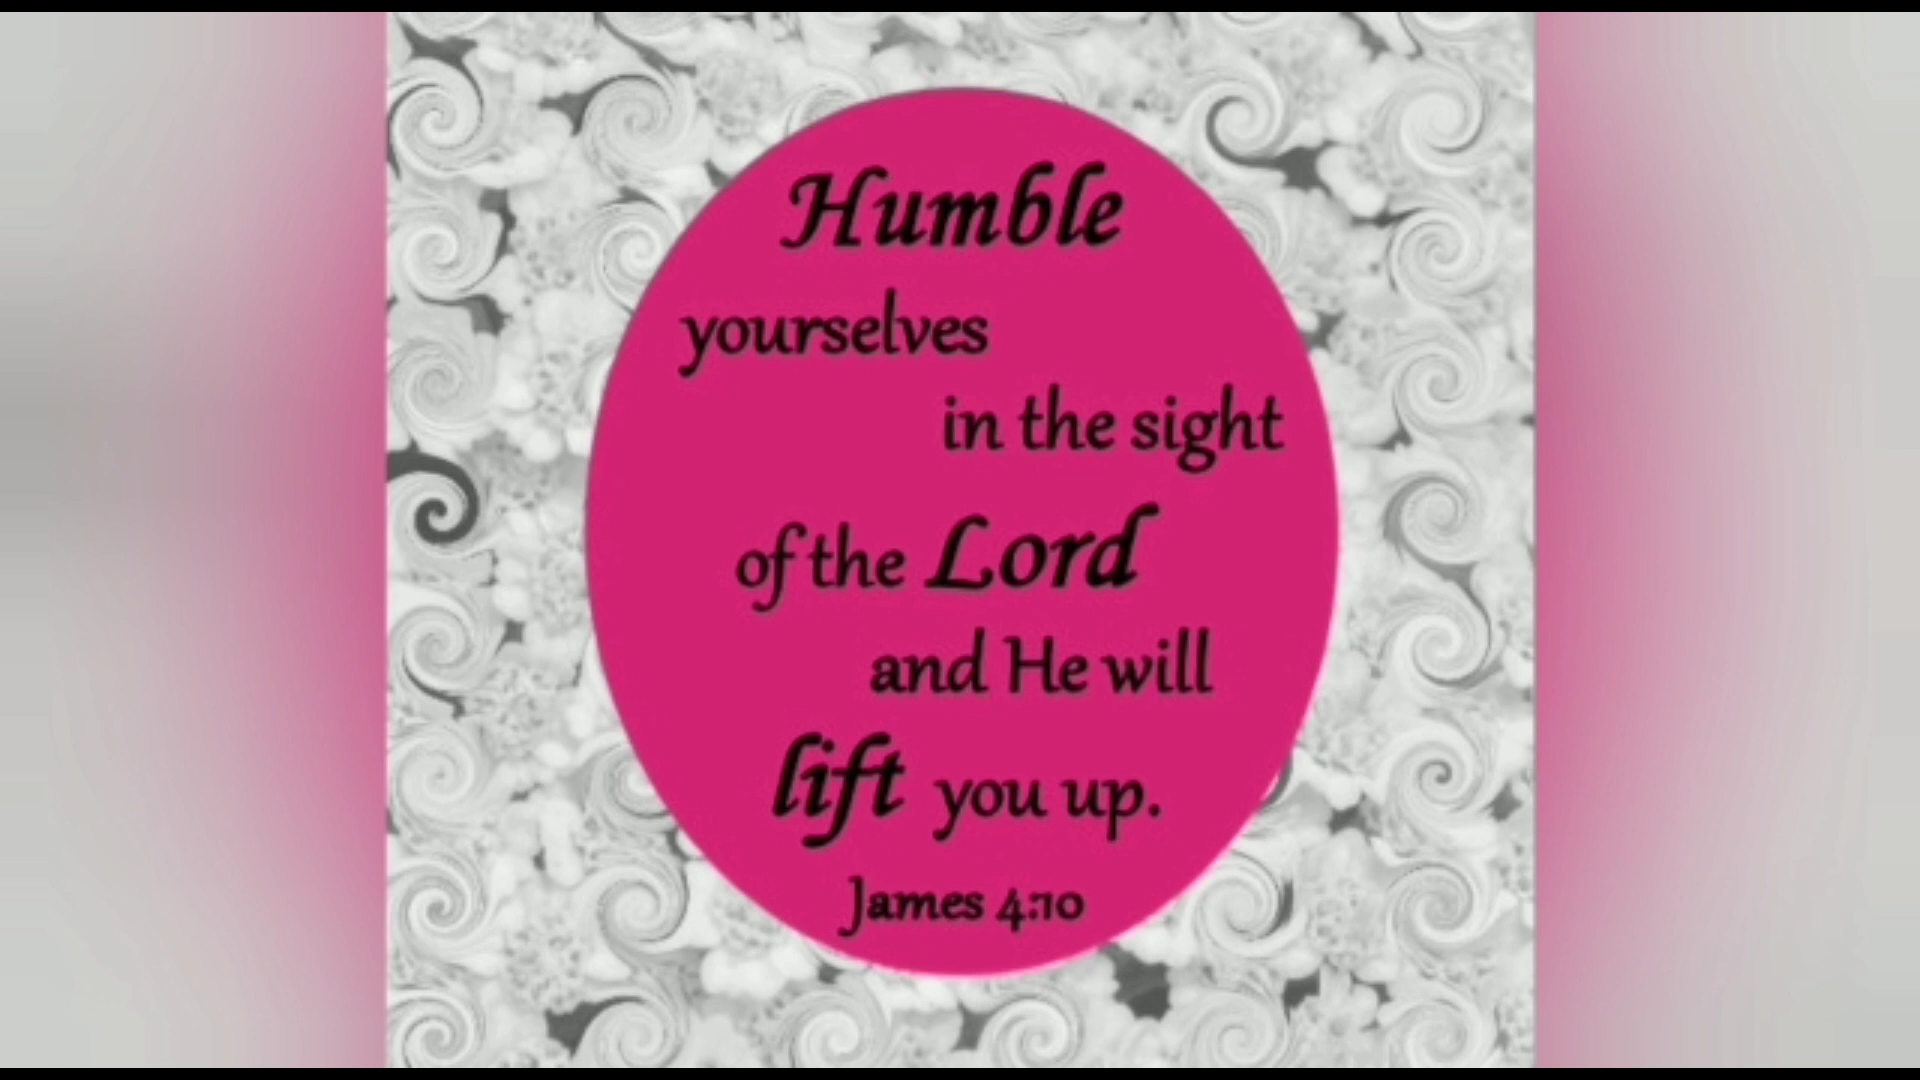 Humble
yourselves
in the sight
of the Lord
and He will
lift you up.
James 4:10